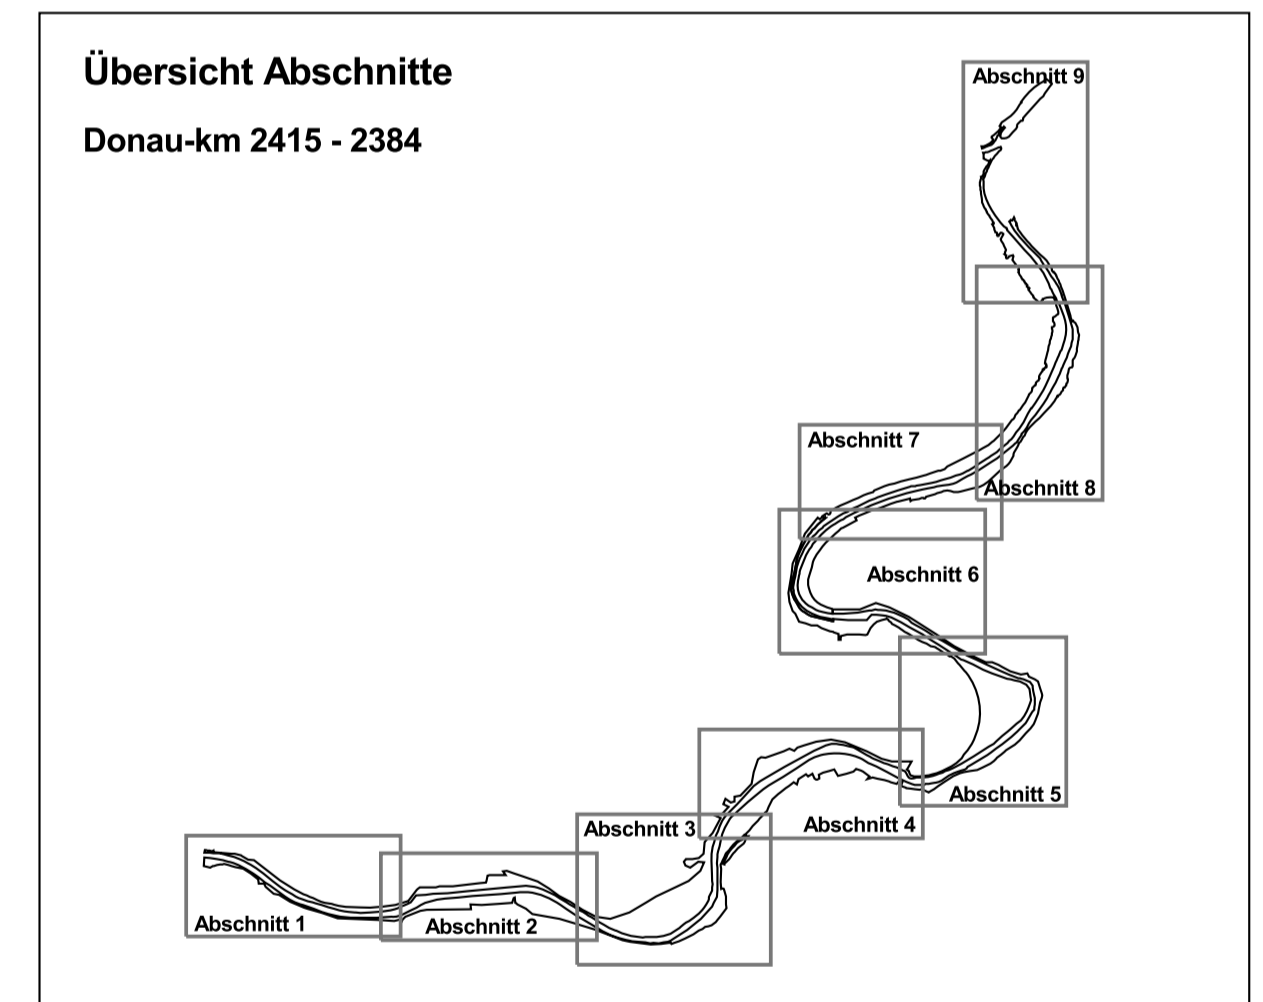 Übersicht Abschnitte
Donau-km 2415 - 2384
Abschnitt 9
Abschnitt 7
Abschnitt 8
Abschnitt 6
Abschnitt 5
Abschnitt 4
Abschnitt 3
Abschnitt 1
Abschnitt 2